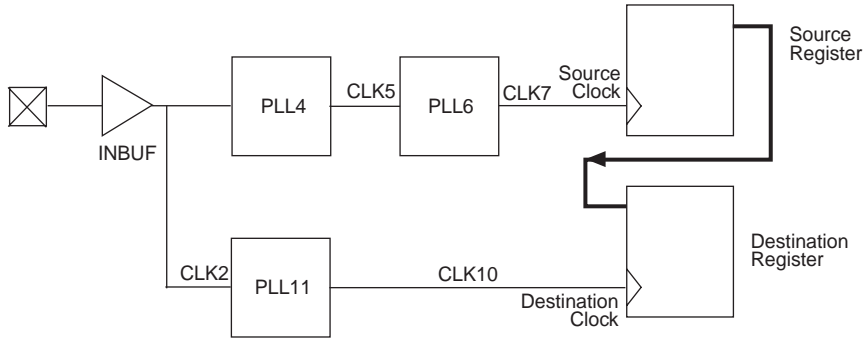 Source
Register
Source
Clock
CLK5
CLK7
PLL4
PLL6
INBUF
Destination
Register
CLK2
CLK10
PLL11
Destination
Clock